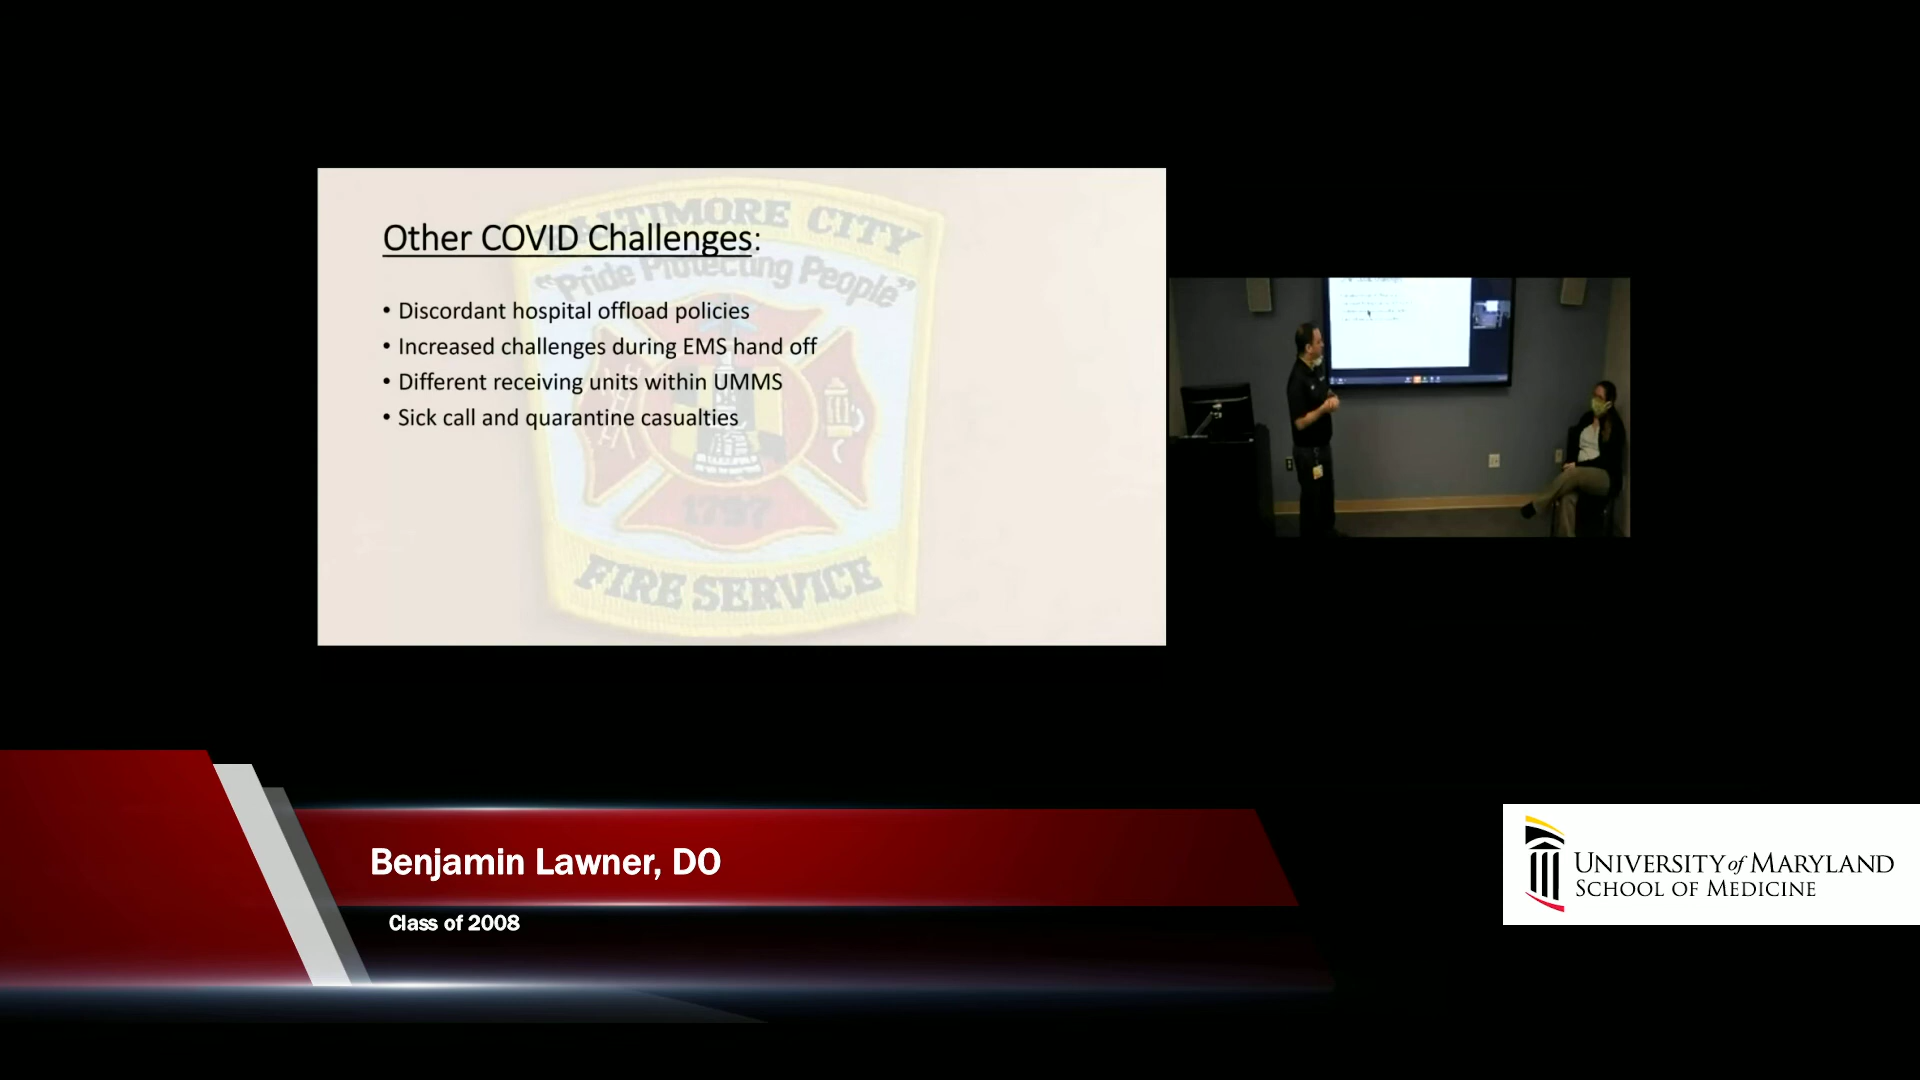 Other COVID Challenges:
• Discordant hospital offload policies
• Increased challenges during EMS hand off
• Different receiving units within UMMS
• Sick call and quarantine casualties
BALTIMORE CITY
"Pride Protecting People"
1797
FIRE SERVICE
Benjamin Lawner, DO
Class of 2008
UNIVERSITY of MARYLAND
SCHOOL OF MEDICINE